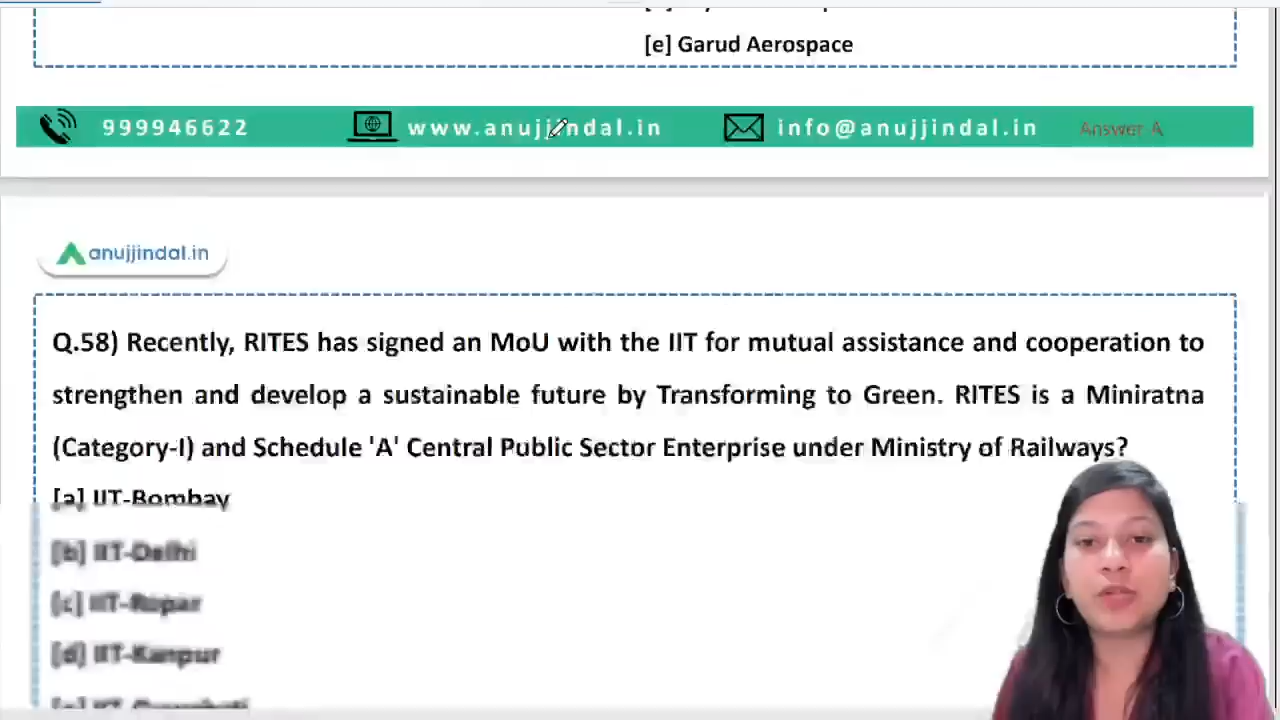 [e] Garud Aerospace
999946622
www.anujjindal.in
info@anujjindal.in
Answer A
anujjindal.in
Q.58) Recently, RITES has signed an MoU with the IIT for mutual assistance and cooperation to
strengthen and develop a sustainable future by Transforming to Green. RITES is a Miniratna
(Category-I) and Schedule 'A' Central Public Sector Enterprise under Ministry of Railways?
[a] IIT-Bombay
[b] IIT-Delhi
[c] IIT-Ropar
[d] IIT-Kanpur